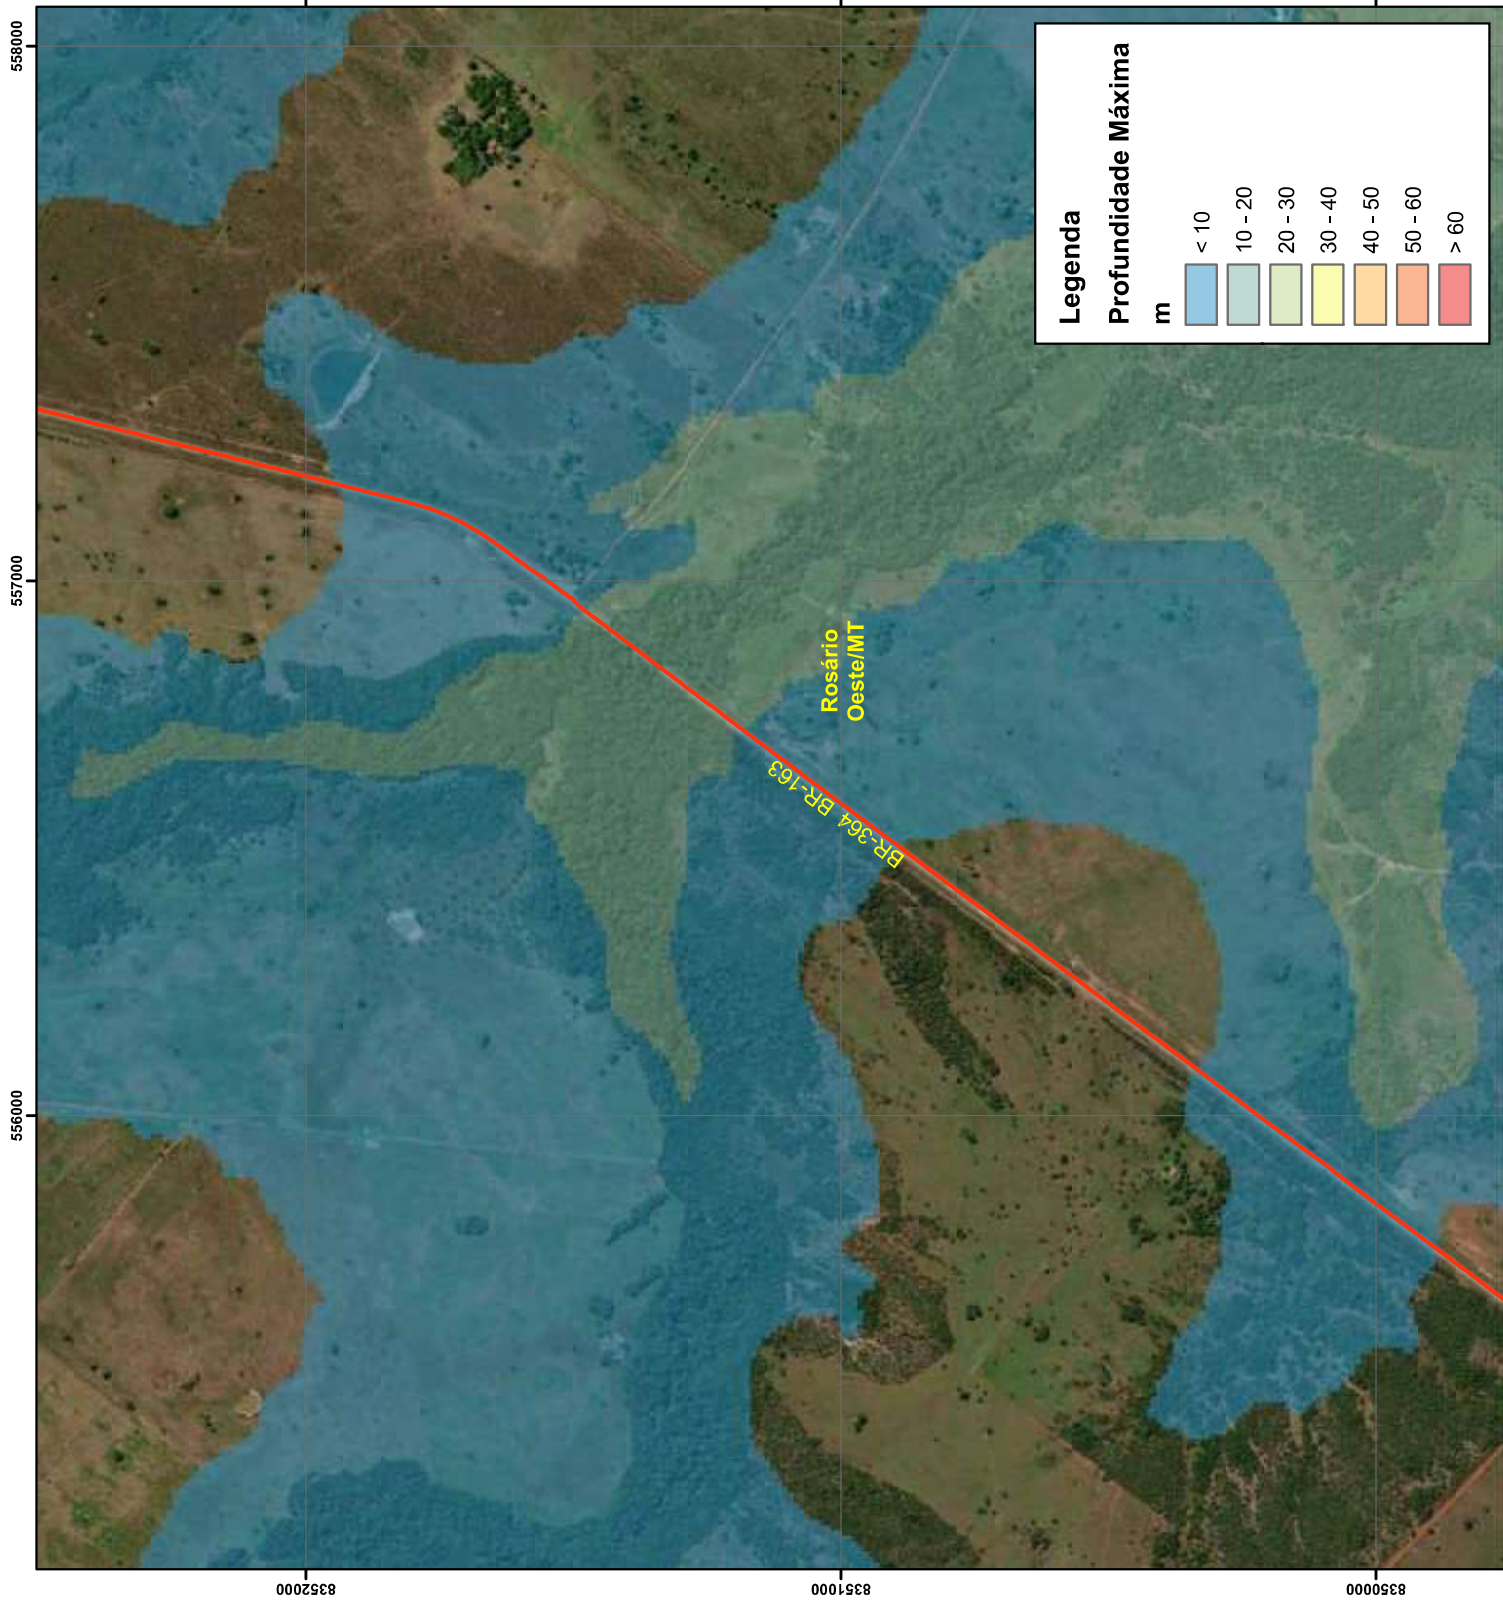 558000
557000
556000
8352000
8351000
8350000
Rosário
Oeste/MT
BR-364 BR-163
Legenda
Profundidade Máxima
m
< 10
10 - 20
20 - 30
30 - 40
40 - 50
50 - 60
> 60